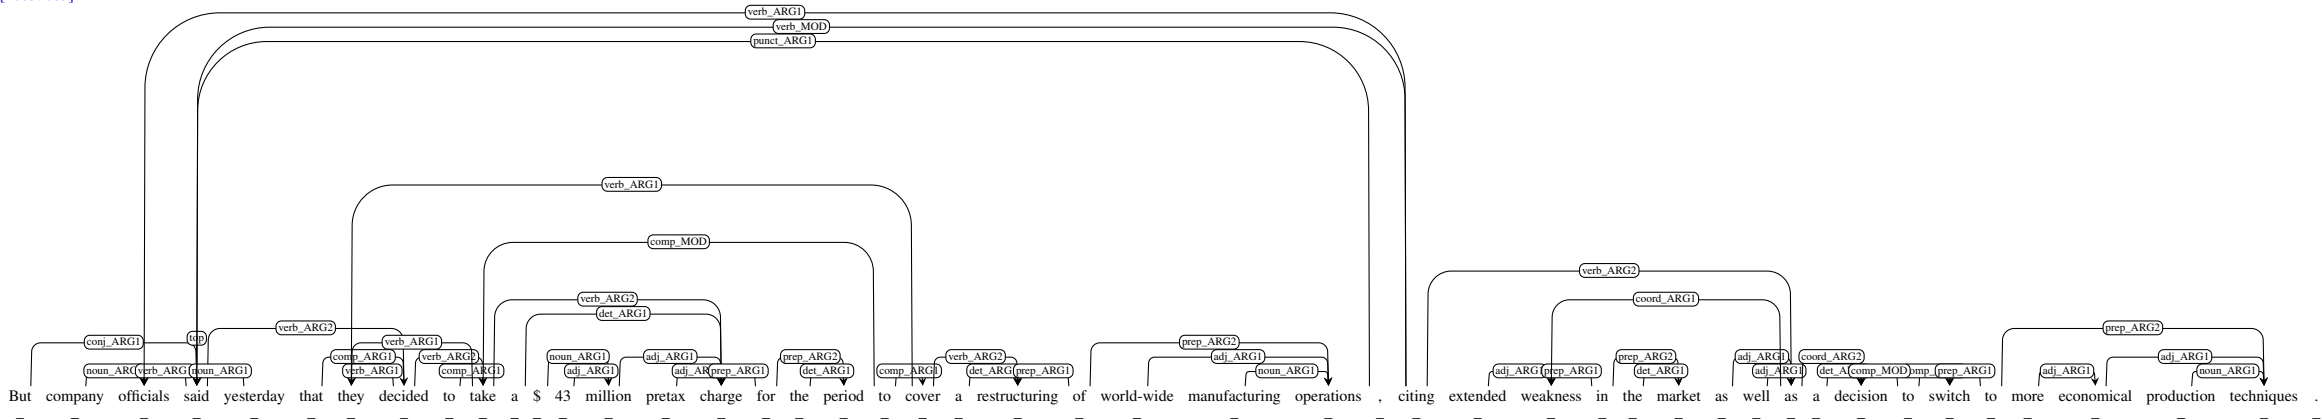 verb_ARG1
verb_MOD
punct_ARG1
verb_ARG1
comp_MOD
verb_ARG2
verb_ARG2 coord_ARG1
det_ARG1
verb_ARG2 prep_ARG2
conj_ARG1 top verb_ARG1 prep_ARG2
comp_ARG1 verb_ARG2 noun_ARG1 adj_ARG1 prep_ARG2 verb_ARG2 adj_ARG1 prep_ARG2 adj_ARG1 coord_ARG2 adj_ARG1
noun_ARG1 verb_ARG1 comp_ARG1 adj_ARG1 prep_ARG1 det_ARG1 comp_ARG1 prep_ARG1 noun_ARG1 prep_ARG1 det_ARG1 adj_ARG1 comp_MOD prep_ARG1 adj_ARG1 noun_ARG1
But company officials said yesterday that they decided to take a $ 43 million pretax charge for the period to cover a restructuring of world-wide manufacturing operations , citing extended weakness in the market as well as a decision to switch to more economical production techniques .